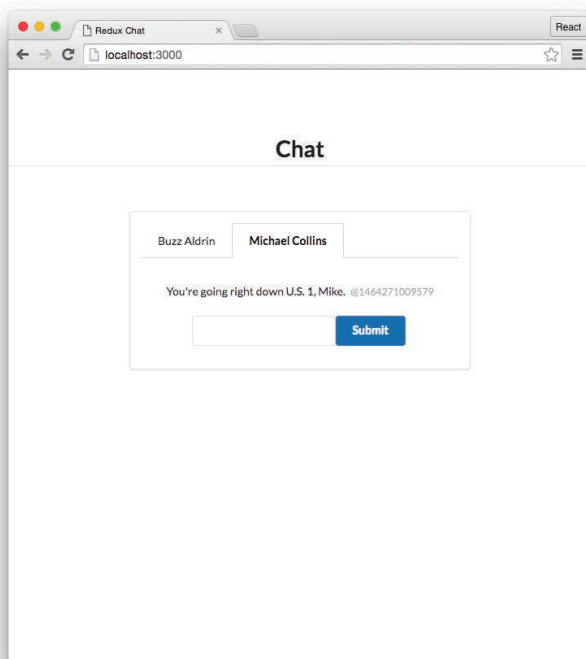 Redux Chat
React
localhost:3000
Chat
Buzz Aldrin Michael Collins
You're going right down U.S. 1, Mike. @1464271009579
Submit